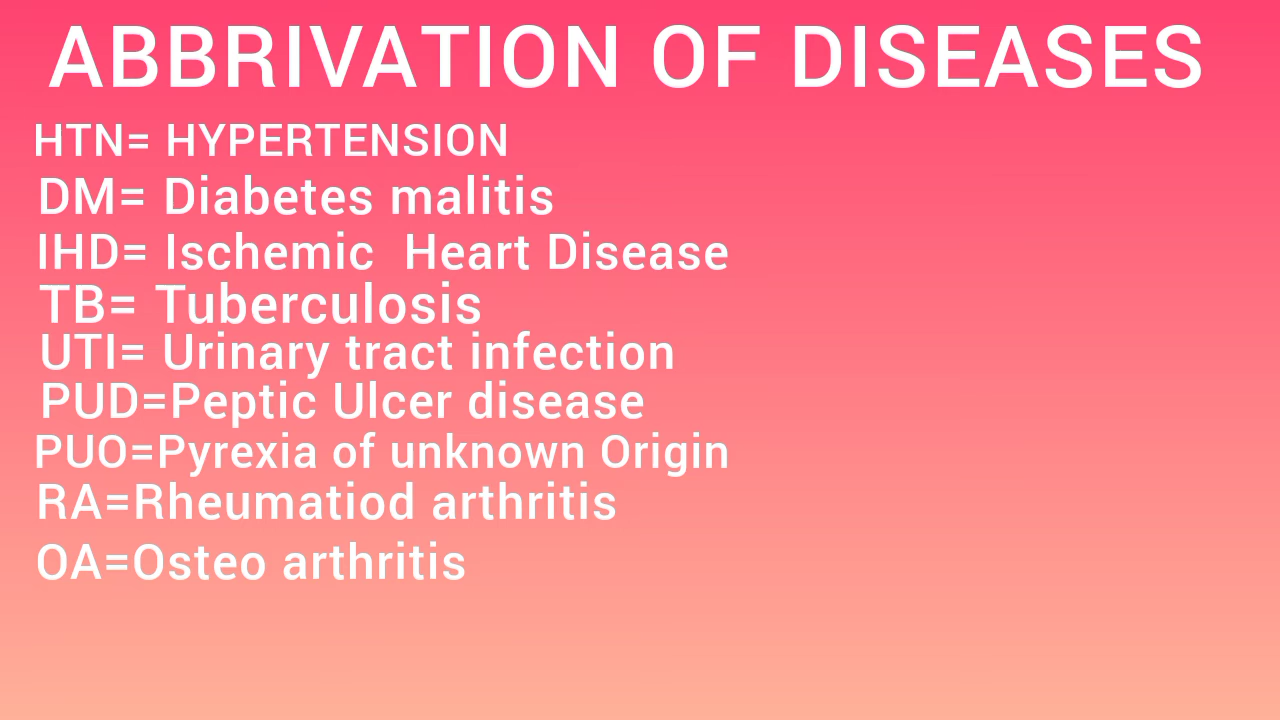 ABBRIVATION OF DISEASES
HTN= HYPERTENSION
DM= Diabetes malitis
IHD= Ischemic  Heart Disease
TB= Tuberculosis
UTI= Urinary tract infection
PUD=Peptic Ulcer disease
PUO=Pyrexia of unknown Origin
RA=Rheumatiod arthritis
OA=Osteo arthritis